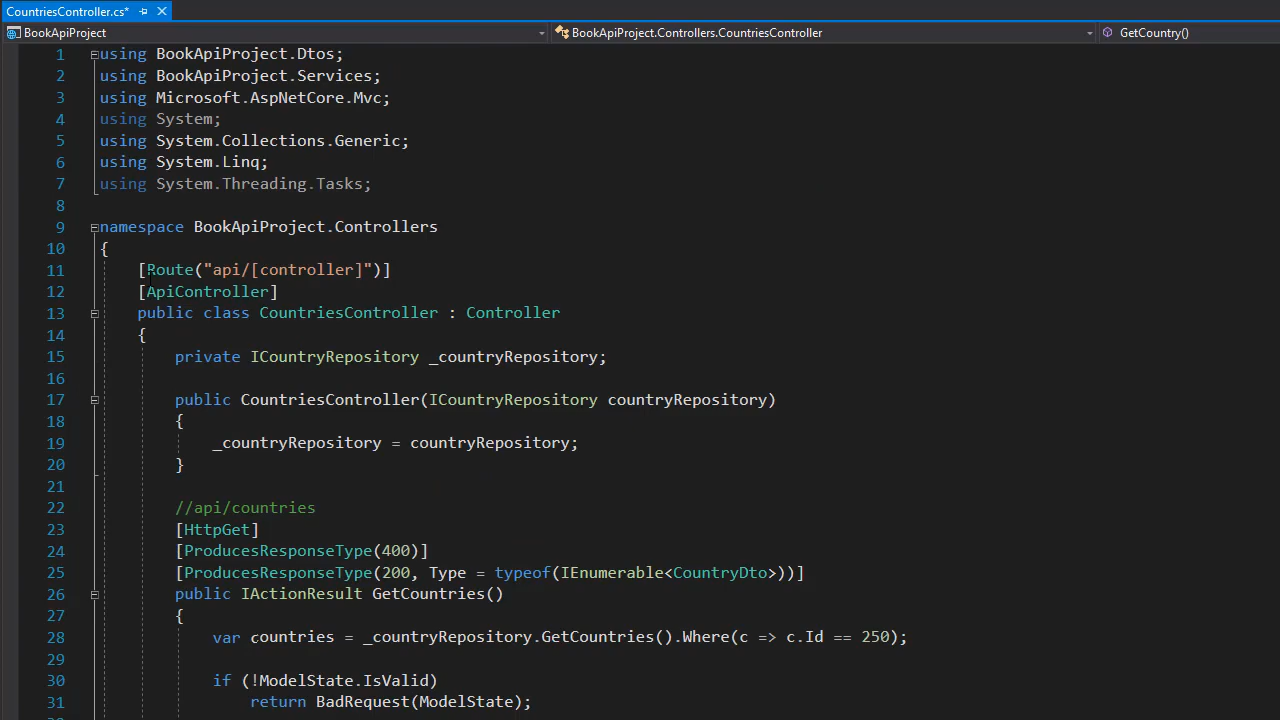 CountriesController.cs*
BookApiProject BookApiProject.Controllers.CountriesController GetCountry()
1 using BookApiProject.Dtos;
2 using BookApiProject.Services;
3 using Microsoft.AspNetCore.Mvc;
4 using System;
5 using System.Collections.Generic;
6 using System.Linq;
7 using System.Threading.Tasks;
8
9 namespace BookApiProject.Controllers
10 {
11 [Route("api/[controller]")]
12 [ApiController]
13 public class CountriesController : Controller
14 {
15 private ICountryRepository _countryRepository;
16
17 public CountriesController(ICountryRepository countryRepository)
18 {
19 _countryRepository = countryRepository;
20 }
21
22 //api/countries
23 [HttpGet]
24 [ProducesResponseType(400)]
25 [ProducesResponseType(200, Type = typeof(IEnumerable<CountryDto>))]
26 public IActionResult GetCountries()
27 {
28 var countries = _countryRepository.GetCountries().Where(c => c.Id == 250);
29
30 if (!ModelState.IsValid)
31 return BadRequest(ModelState);